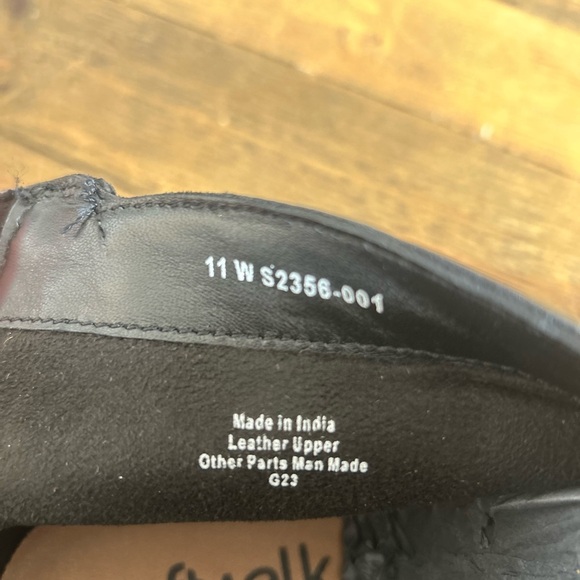 11 W S2356-001
Made in India
Leather Upper
Other Parts Man Made
G23